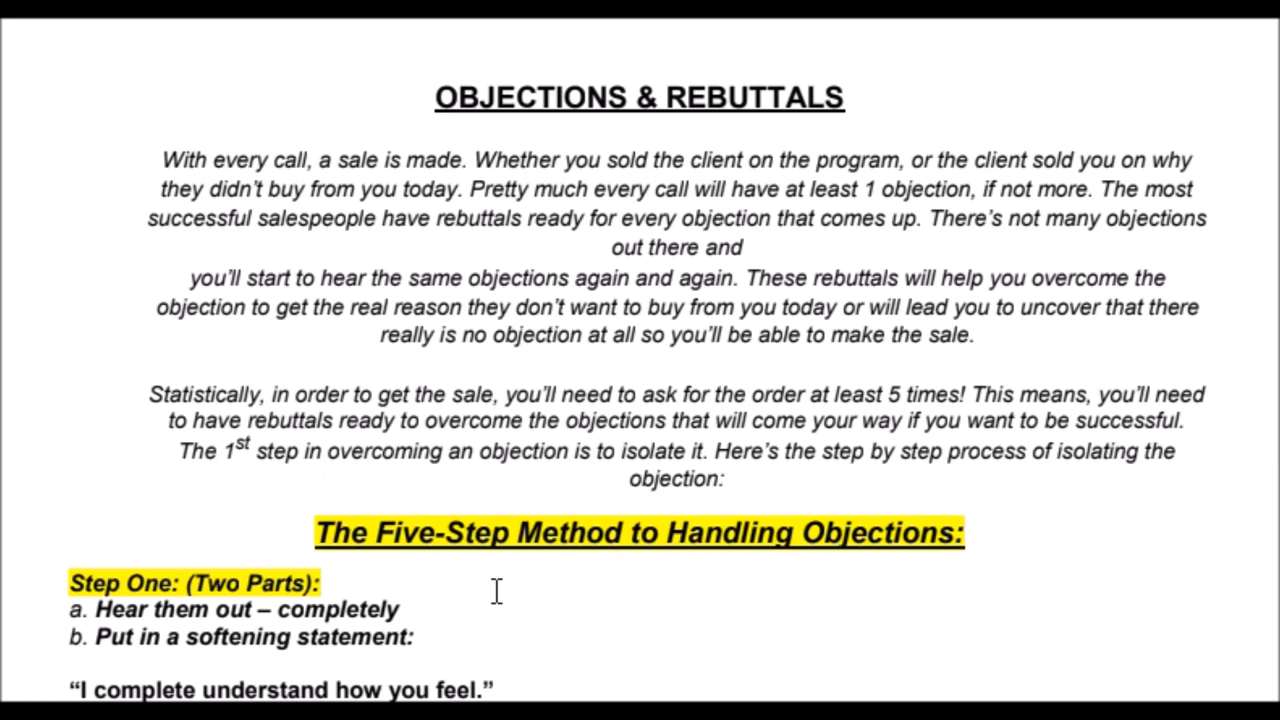 OBJECTIONS & REBUTTALS
With every call, a sale is made. Whether you sold the client on the program, or the client sold you on why
they didn’t buy from you today. Pretty much every call will have at least 1 objection, if not more. The most
successful salespeople have rebuttals ready for every objection that comes up. There’s not many objections
out there and
you’ll start to hear the same objections again and again. These rebuttals will help you overcome the
objection to get the real reason they don’t want to buy from you today or will lead you to uncover that there
really is no objection at all so you’ll be able to make the sale.
Statistically, in order to get the sale, you’ll need to ask for the order at least 5 times! This means, you’ll need
to have rebuttals ready to overcome the objections that will come your way if you want to be successful.
The 1st step in overcoming an objection is to isolate it. Here’s the step by step process of isolating the
objection:
The Five-Step Method to Handling Objections:
Step One: (Two Parts):
a. Hear them out – completely
b. Put in a softening statement:
“I complete understand how you feel.”